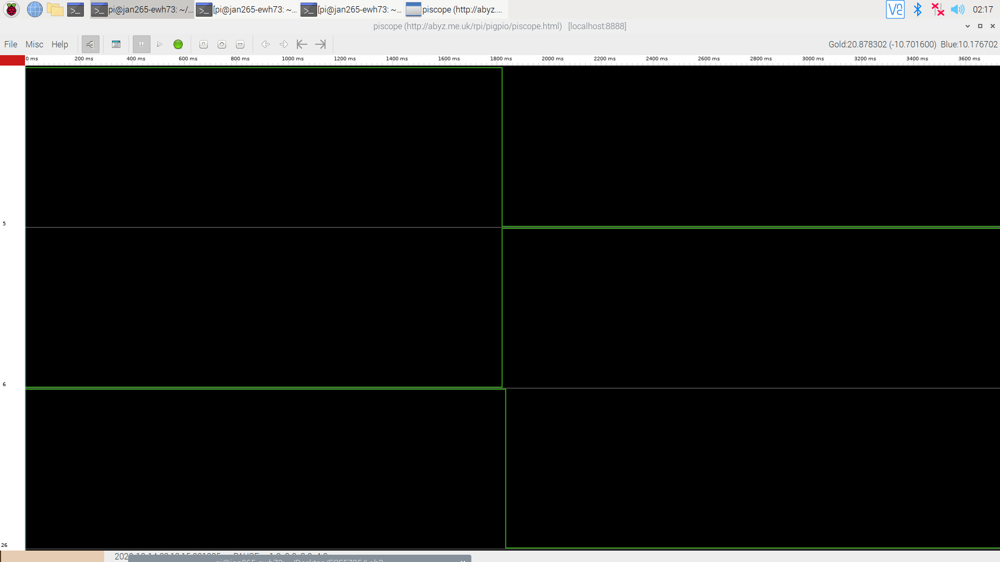 pi@jan265-ewh73: ~/... [pi@jan265-ewh73: ~... [pi@jan265-ewh73: ~... piscope (http://abyz.... 02:17
piscope (http://abyz.me.uk/rpi/pigpio/piscope.html) [localhost:8888]
File Misc Help Gold:20.878302 (-10.701600) Blue:10.176702
0 ms 200 ms 400 ms 600 ms 800 ms 1000 ms 1200 ms 1400 ms 1600 ms 1800 ms 2000 ms 2200 ms 2400 ms 2600 ms 2800 ms 3000 ms 3200 ms 3400 ms 3600 ms
5
6
26